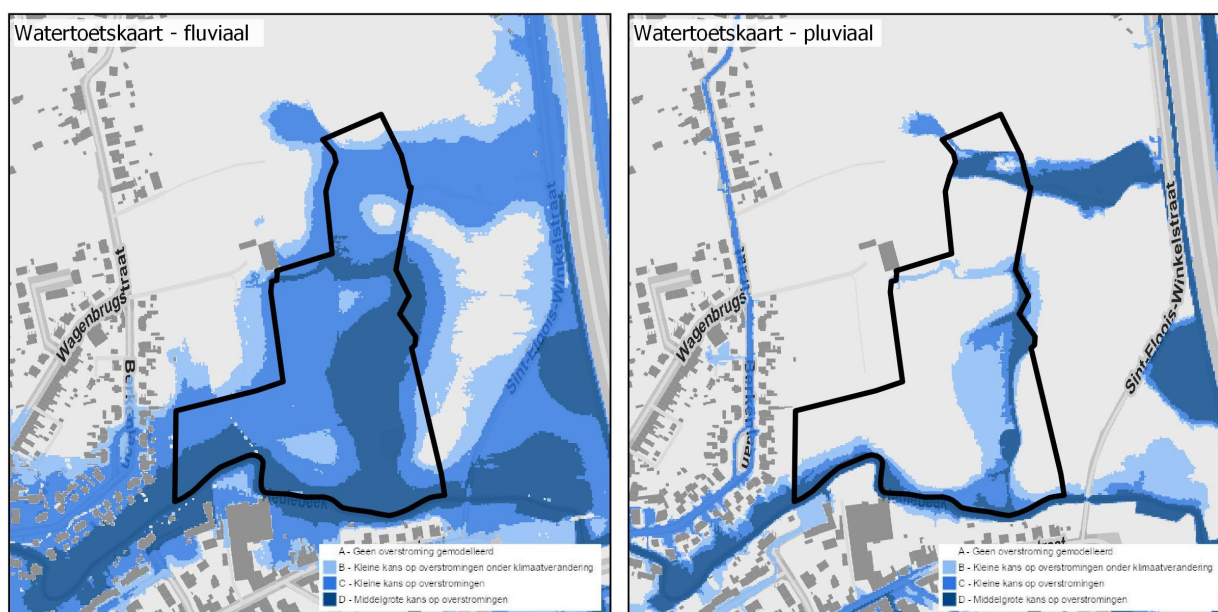 Watertoetskaart - fluviaal
Wagenbrugstraat
Sint-Eloois-Winkelstraat
A - Geen overstroming gemodelleerd
B - Kleine kans op overstromingen onder klimaatverandering
C - Kleine kans op overstromingen
D - Middelgrote kans op overstromingen
Watertoetskaart - pluviaal
Wagenbrugstraat
Sint-Eloois-Winkelstraat
A - Geen overstroming gemodelleerd
B - Kleine kans op overstromingen onder klimaatverandering
C - Kleine kans op overstromingen
D - Middelgrote kans op overstromingen